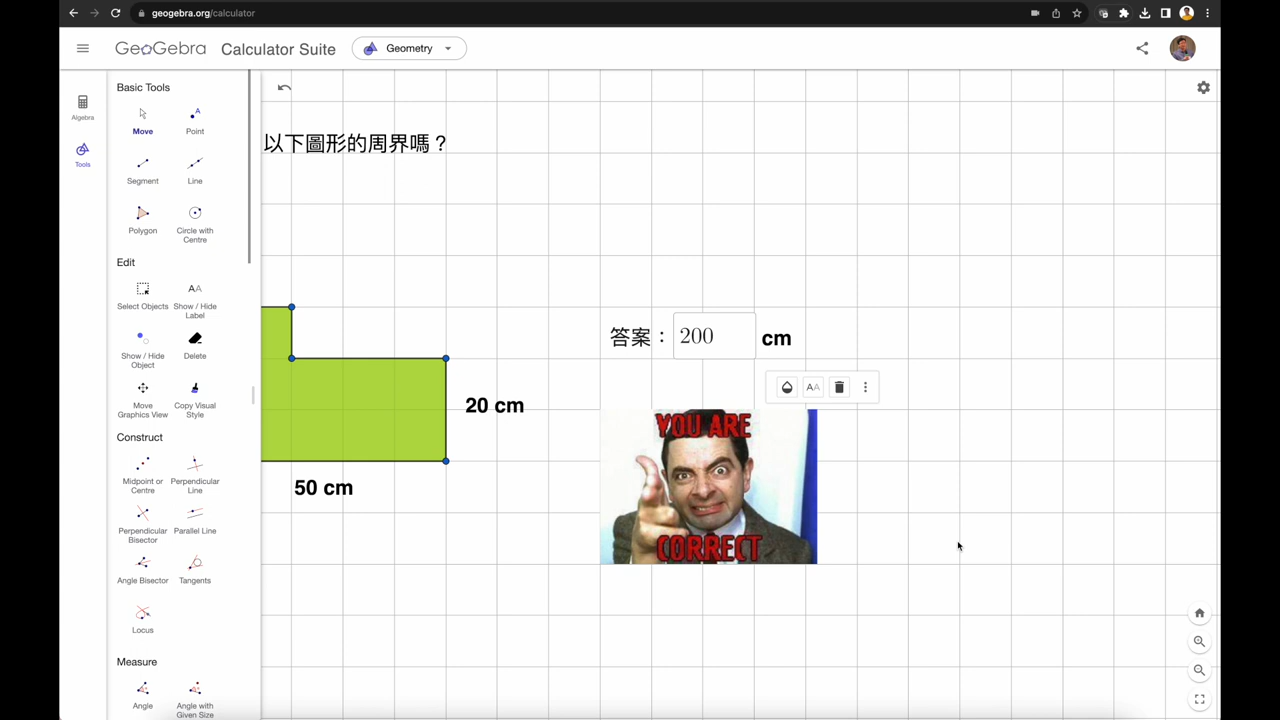 geogebra.org/calculator
GeoGebra Calculator Suite Geometry
Algebra
Tools
Basic Tools
Move Point
Segment Line
Polygon Circle with Centre
Edit
Select Objects Show / Hide Label
Show / Hide Object Delete
Move Graphics View Copy Visual Style
Construct
Midpoint or Centre Perpendicular Line
Perpendicular Bisector Parallel Line
Angle Bisector Tangents
Locus
Measure
Angle Angle with Given Size
以下圖形的周界嗎？
20 cm
50 cm
答案： 200 cm
AA
YOU ARE
CORRECT